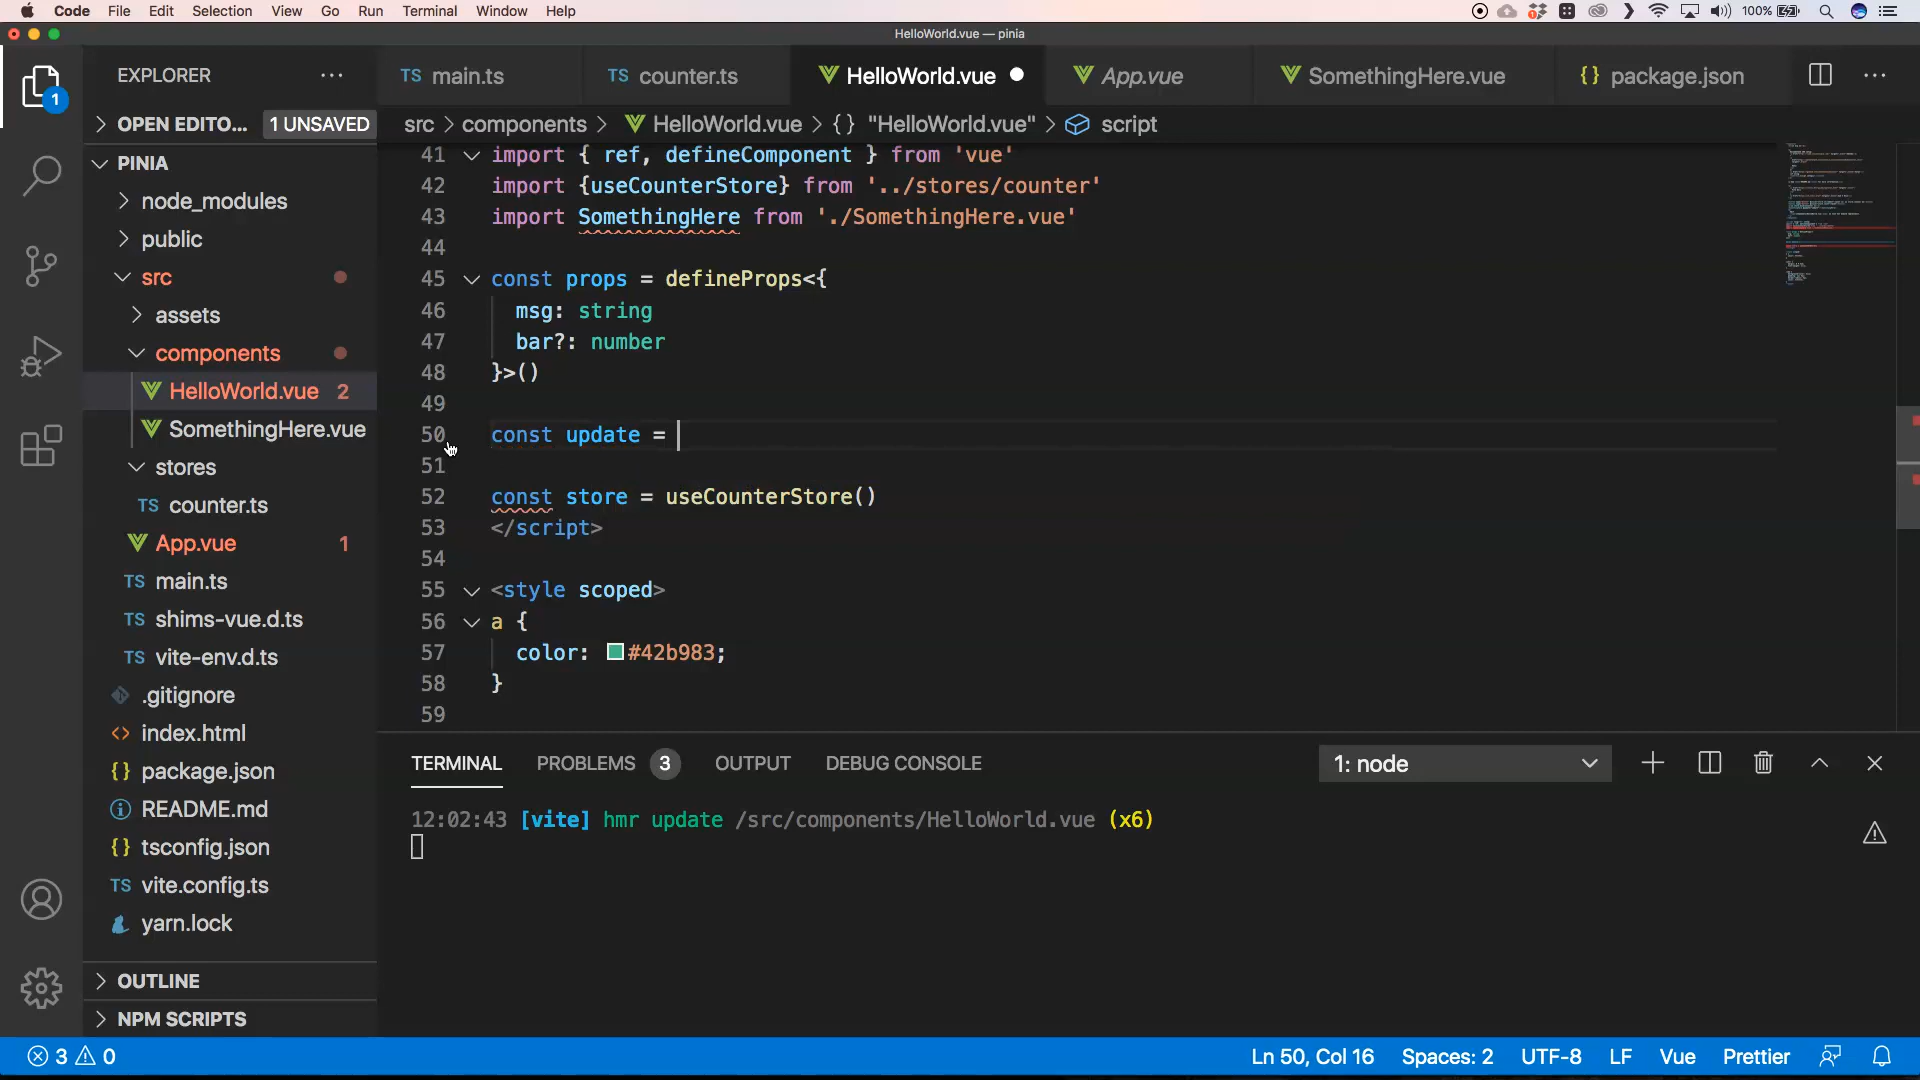 Code File Edit Selection View Go Run Terminal Window Help 100%
HelloWorld.vue — pinia
EXPLORER ...
TS main.ts
TS counter.ts
HelloWorld.vue
App.vue
SomethingHere.vue
{} package.json
1
OPEN EDITO... 1 UNSAVED
src > components > HelloWorld.vue > {} "HelloWorld.vue" > script
PINIA
node_modules
public
src
assets
components
HelloWorld.vue 2
SomethingHere.vue
stores
TS counter.ts
App.vue 1
TS main.ts
TS shims-vue.d.ts
TS vite-env.d.ts
.gitignore
<> index.html
{} package.json
README.md
{} tsconfig.json
TS vite.config.ts
yarn.lock
OUTLINE
NPM SCRIPTS
41 import { ref, defineComponent } from 'vue'
42 import {useCounterStore} from '../stores/counter'
43 import SomethingHere from './SomethingHere.vue'
44
45 const props = defineProps<{
46 msg: string
47 bar?: number
48 }>()
49
50 const update =
51
52 const store = useCounterStore()
53 </script>
54
55 <style scoped>
56 a {
57 color: #42b983;
58 }
59
TERMINAL PROBLEMS 3 OUTPUT DEBUG CONSOLE 1: node
12:02:43 [vite] hmr update /src/components/HelloWorld.vue (x6)
3 0 Ln 50, Col 16 Spaces: 2 UTF-8 LF Vue Prettier